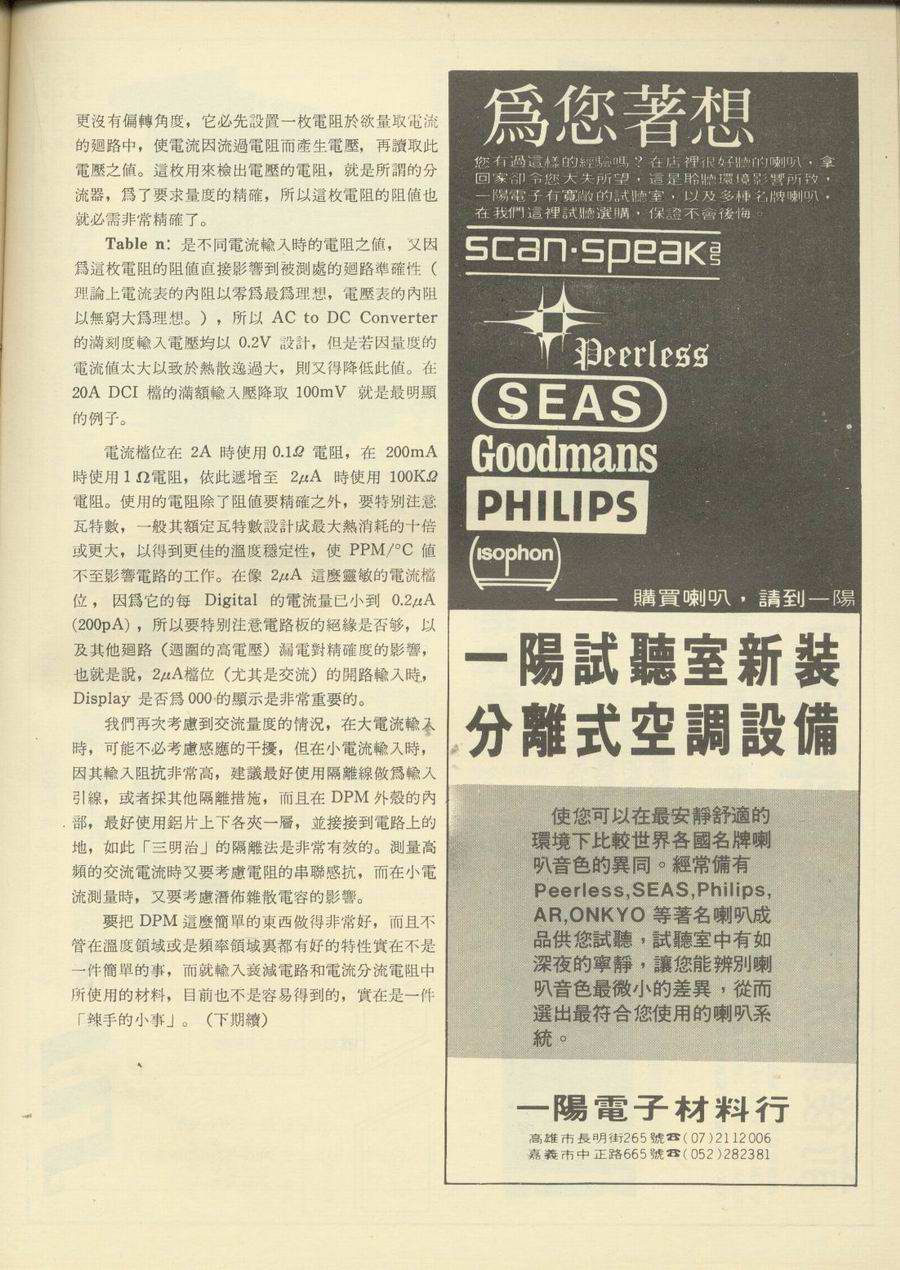 更沒有偏轉角度，它必先設置一枚電阻於欲量取電流
的廻路中，使電流因流過電阻而產生電壓，再讀取此
電壓之值。這枚用來檢出電壓的電阻，就是所謂的分
流器，爲了要求量度的精確，所以這枚電阻的阻值也
就必需非常精確了。
Table n：是不同電流輸入時的電阻之值， 又因
爲這枚電阻的阻值直接影響到被測處的廻路準確性（
理論上電流表的內阻以零爲最爲理想，電壓表的內阻
以無窮大爲理想。），所以 AC to DC Converter
的滿刻度輸入電壓均以 0.2V 設計，但是若因量度的
電流值太大以致於熱散逸過大，則又得降低此值。在
20A DCI 檔的滿額輸入壓降取 100mV 就是最明顯
的例子。
電流檔位在 2A 時使用 0.1Ω 電阻，在 200mA
時使用 1 Ω電阻，依此遞增至 2μA 時使用 100KΩ
電阻。使用的電阻除了阻值要精確之外，要特別注意
瓦特數，一般其額定瓦特數設計成最大熱消耗的十倍
或更大，以得到更佳的溫度穩定性，使 PPM/°C 値
不至影響電路的工作。在像 2μA 這麼靈敏的電流檔
位，因爲它的每 Digital 的電流量已小到 0.2μA
(200pA)，所以要特別注意電路板的絕緣是否够，以
及其他廻路（週圍的高電壓）漏電對精確度的影響，
也就是說，2μA檔位（尤其是交流）的開路輸入時，
Display 是否爲 000 的顯示是非常重要的。
我們再次考慮到交流量度的情況，在大電流輸入
時，可能不必考慮感應的干擾，但在小電流輸入時，
因其輸入阻抗非常高，建議最好使用隔離線做爲輸入
引線，或者採其他隔離措施，而且在 DPM 外殼的內
部，最好使用鋁片上下各夾一層，並接接到電路上的
地，如此「三明治」的隔離法是非常有效的。測量高
頻的交流電流時又要考慮電阻的串聯感抗，而在小電
流測量時，又要考慮潛佈雜散電容的影響。
要把 DPM 這麼簡單的東西做得非常好，而且不
管在溫度領域或是頻率領域裏都有好的特性實在不是
一件簡單的事，而就輸入衰減電路和電流分流電阻中
所使用的材料，目前也不是容易得到的，實在是一件
「辣手的小事」。（下期續）
爲您著想
您有過這樣的經驗嗎？在店裡很好聽的喇叭，拿
回家卻令您大失所望，這是聆聽環境影響所致，
一陽電子有寬敞的試聽室，以及多種名牌喇叭，
在我們這裡試聽選購，保證不會後悔。
scan·speak as
Peerless
SEAS
Goodmans
PHILIPS
isophon
—— 購買喇叭，請到一陽
一陽試聽室新裝
分離式空調設備
使您可以在最安靜舒適的
環境下比較世界各國名牌喇
叭音色的異同。經常備有
Peerless,SEAS,Philips,
AR,ONKYO 等著名喇叭成
品供您試聽，試聽室中有如
深夜的寧靜，讓您能辨別喇
叭音色最微小的差異，從而
選出最符合您使用的喇叭系
統。
一陽電子材料行
高雄市長明街265號☎(07)2112006
嘉義市中正路665號☎(052)282381